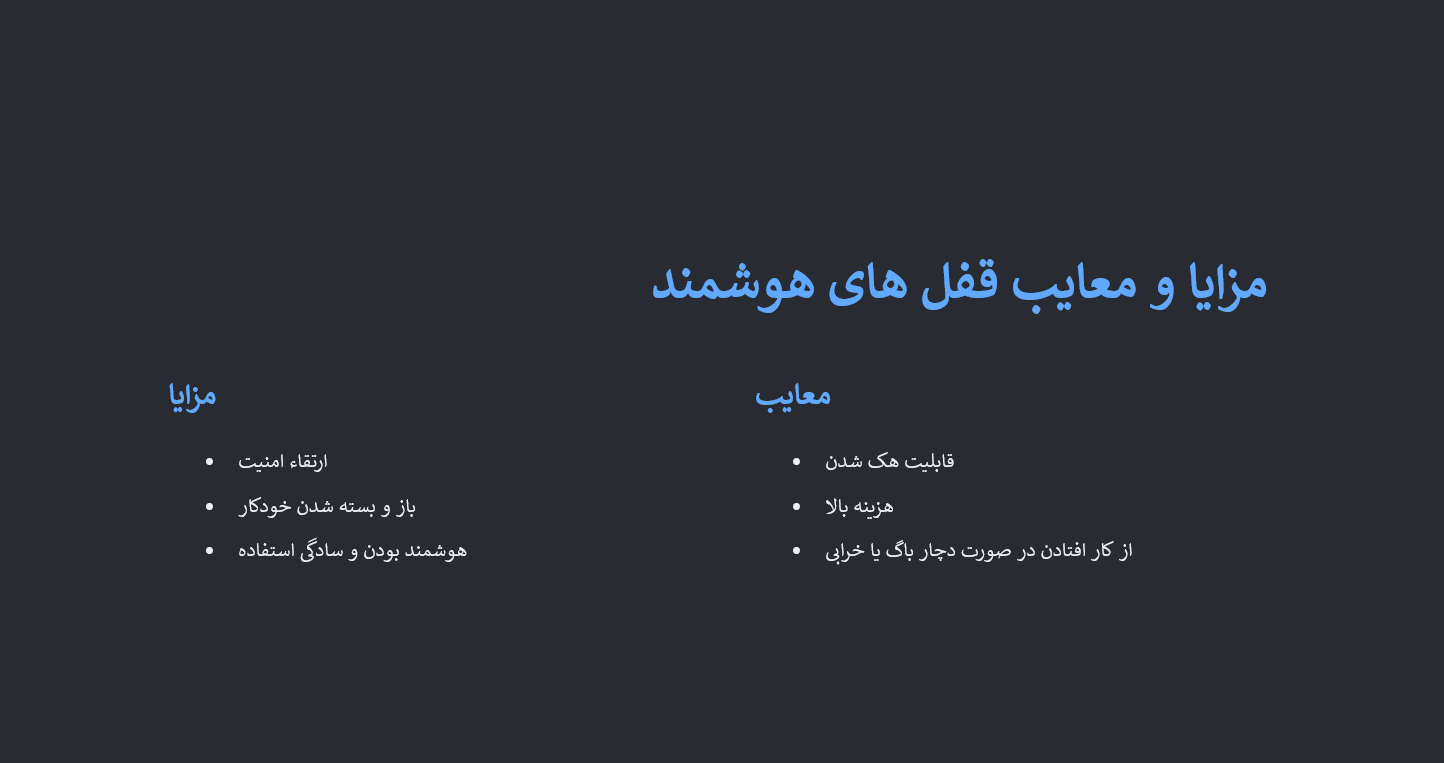 مزایا و معایب قفل های هوشمند
مزایا
ارتقاء امنیت
باز و بسته شدن خودکار
هوشمند بودن و سادگی استفاده
معایب
قابلیت هک شدن
هزینه بالا
از کار افتادن در صورت دچار باگ یا خرابی